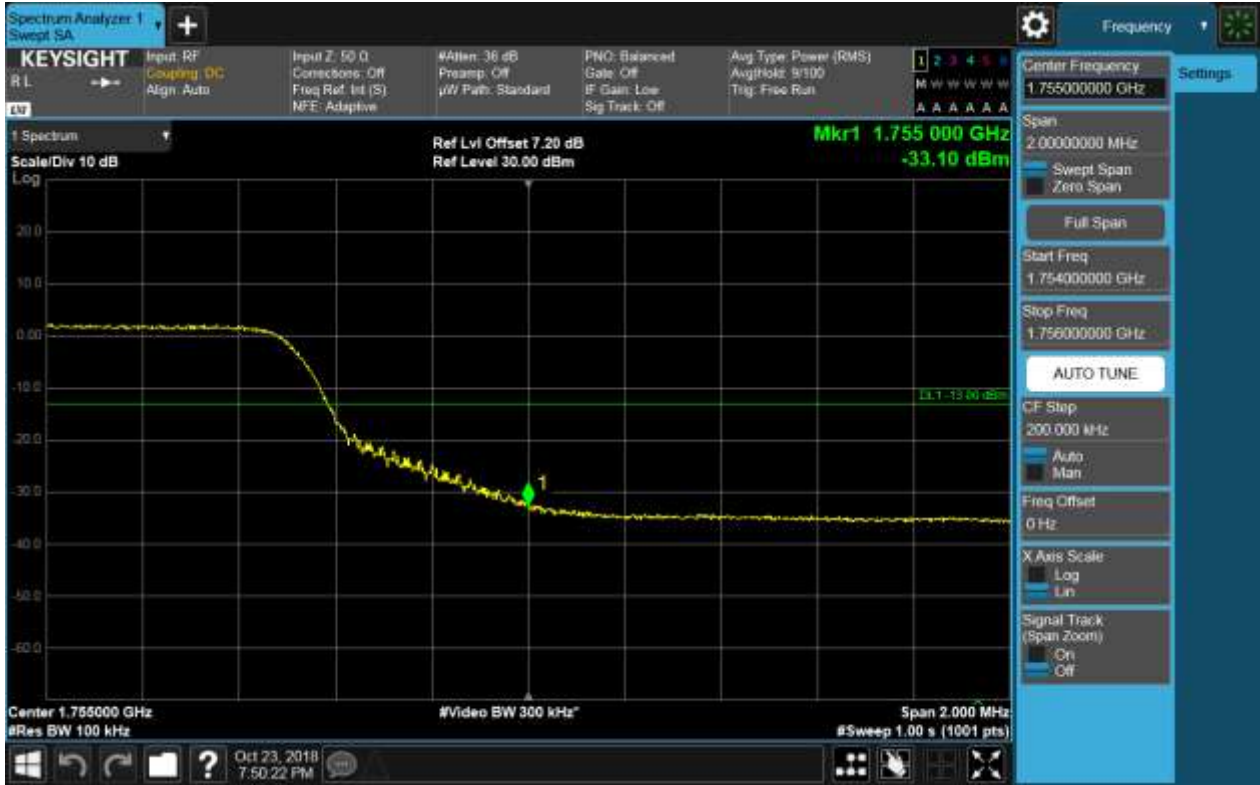 Spectrum Analyzer 1
Swept SA
Frequency
KEYSIGHT
R L
Input: RF
Coupling: DC
Align: Auto
Input Z: 50 Ω
Corrections: Off
Freq Ref: Int (S)
NFE: Adaptive
#Atten: 36 dB
Preamp: Off
µW Path: Standard
PNO: Balanced
Gate: Off
IF Gain: Low
Sig Track: Off
Avg Type: Power (RMS)
Avg|Hold: 9/100
Trig: Free Run
1 2 3 4 5 6
M W W W W W
A A A A A A
1 Spectrum
Scale/Div 10 dB
Log
Ref Lvl Offset 7.20 dB
Ref Level 30.00 dBm
Mkr1 1.755 000 GHz
-33.10 dBm
20.0
10.0
0.00
-10.0
-20.0
-30.0
-40.0
-50.0
-60.0
DL1 -13.00 dBm
1
Center 1.755000 GHz
#Res BW 100 kHz
#Video BW 300 kHz*
Span 2.000 MHz
#Sweep 1.00 s (1001 pts)
Oct 23, 2018
7:50:22 PM
Center Frequency
1.755000000 GHz
Settings
Span
2.00000000 MHz
Swept Span
Zero Span
Full Span
Start Freq
1.754000000 GHz
Stop Freq
1.756000000 GHz
AUTO TUNE
CF Step
200.000 kHz
Auto
Man
Freq Offset
0 Hz
X Axis Scale
Log
Lin
Signal Track
(Span Zoom)
On
Off